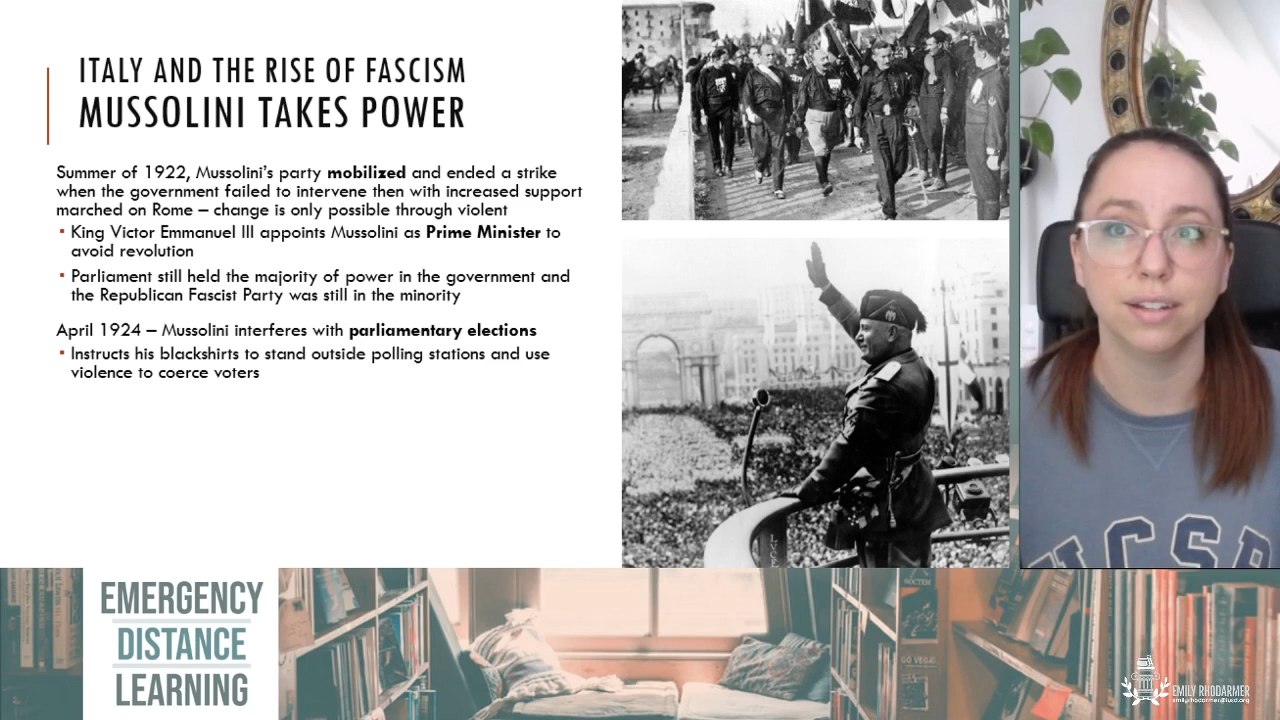 ITALY AND THE RISE OF FASCISM
MUSSOLINI TAKES POWER
Summer of 1922, Mussolini's party mobilized and ended a strike
when the government failed to intervene then with increased support
marched on Rome – change is only possible through violent
▪ King Victor Emmanuel III appoints Mussolini as Prime Minister to
avoid revolution
▪ Parliament still held the majority of power in the government and
the Republican Fascist Party was still in the minority
April 1924 – Mussolini interferes with parliamentary elections
▪ Instructs his blackshirts to stand outside polling stations and use
violence to coerce voters
UCSB
EMERGENCY
DISTANCE
LEARNING
GO VEGAN
EMILY RHODARMER